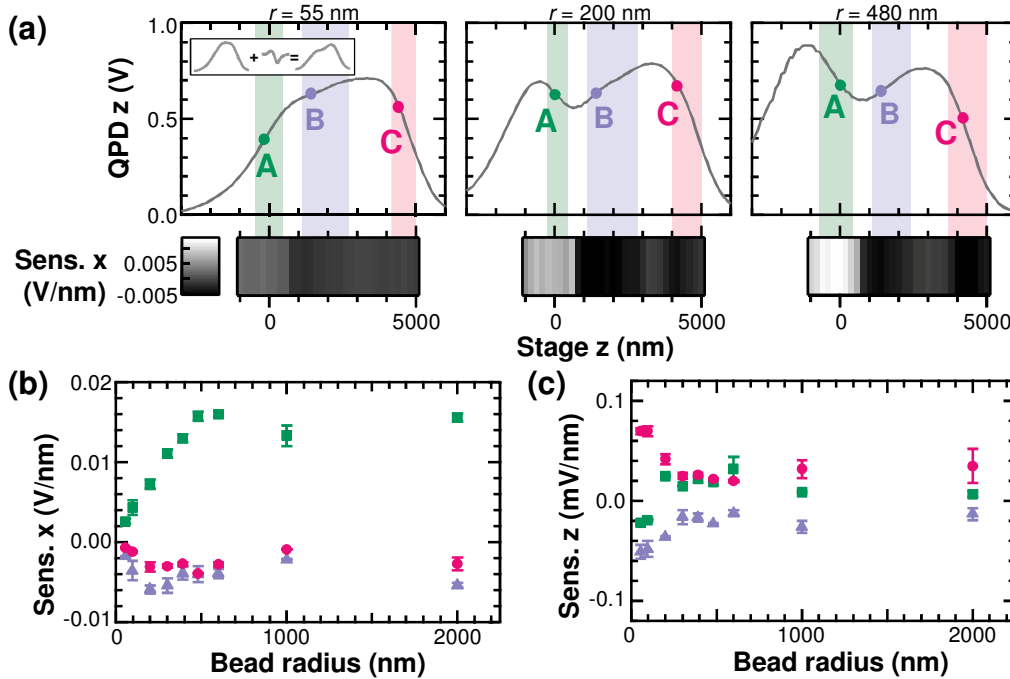 (a)
r = 55 nm
r = 200 nm
r = 480 nm
QPD z (V)
1.0
0.5
0.0
+
=
A
B
C
A
B
C
A
B
C
Sens. x
(V/nm)
0.005
-0.005
0
5000
0
5000
0
5000
Stage z (nm)
(b)
Sens. x (V/nm)
0.02
0.01
0.00
-0.01
0
1000
2000
Bead radius (nm)
(c)
Sens. z (mV/nm)
0.1
0.0
-0.1
0
1000
2000
Bead radius (nm)